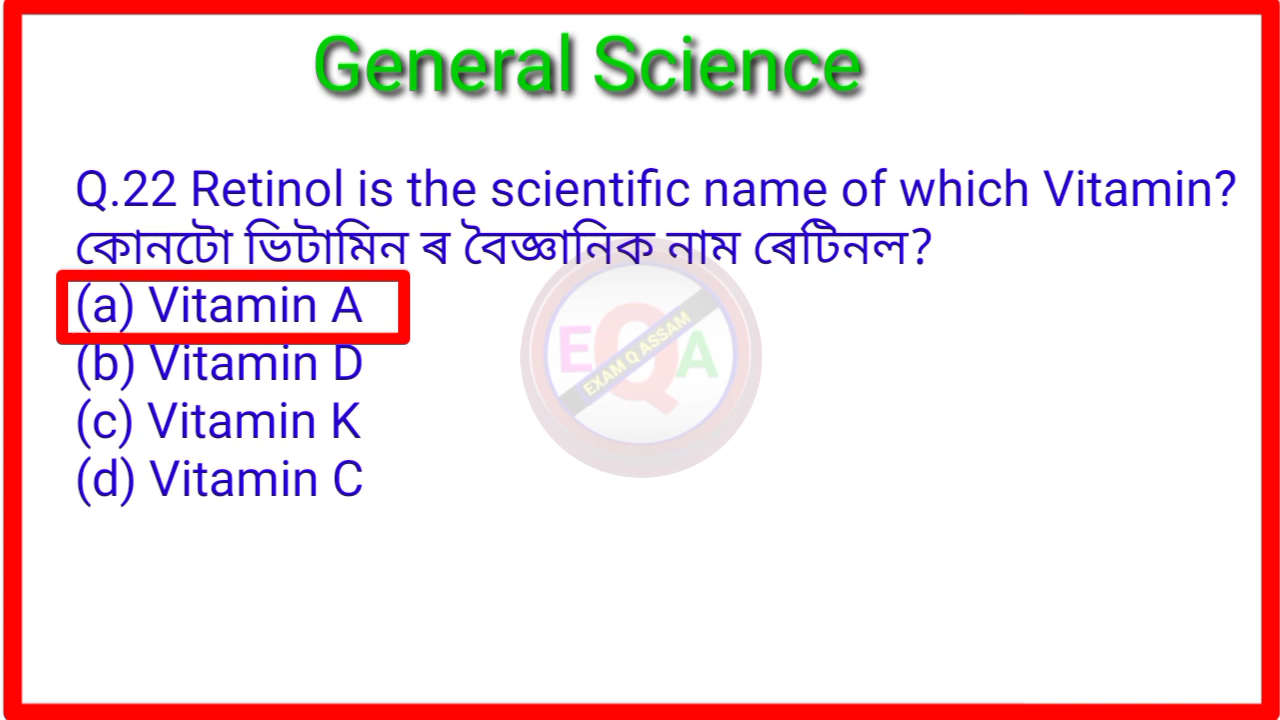 General Science
Q.22 Retinol is the scientific name of which Vitamin?
কোনটো ভিটামিন ৰ বৈজ্ঞানিক নাম ৰেটিনল?
(a) Vitamin A
(b) Vitamin D
(c) Vitamin K
(d) Vitamin C
EQA
EXAM Q ASSAM